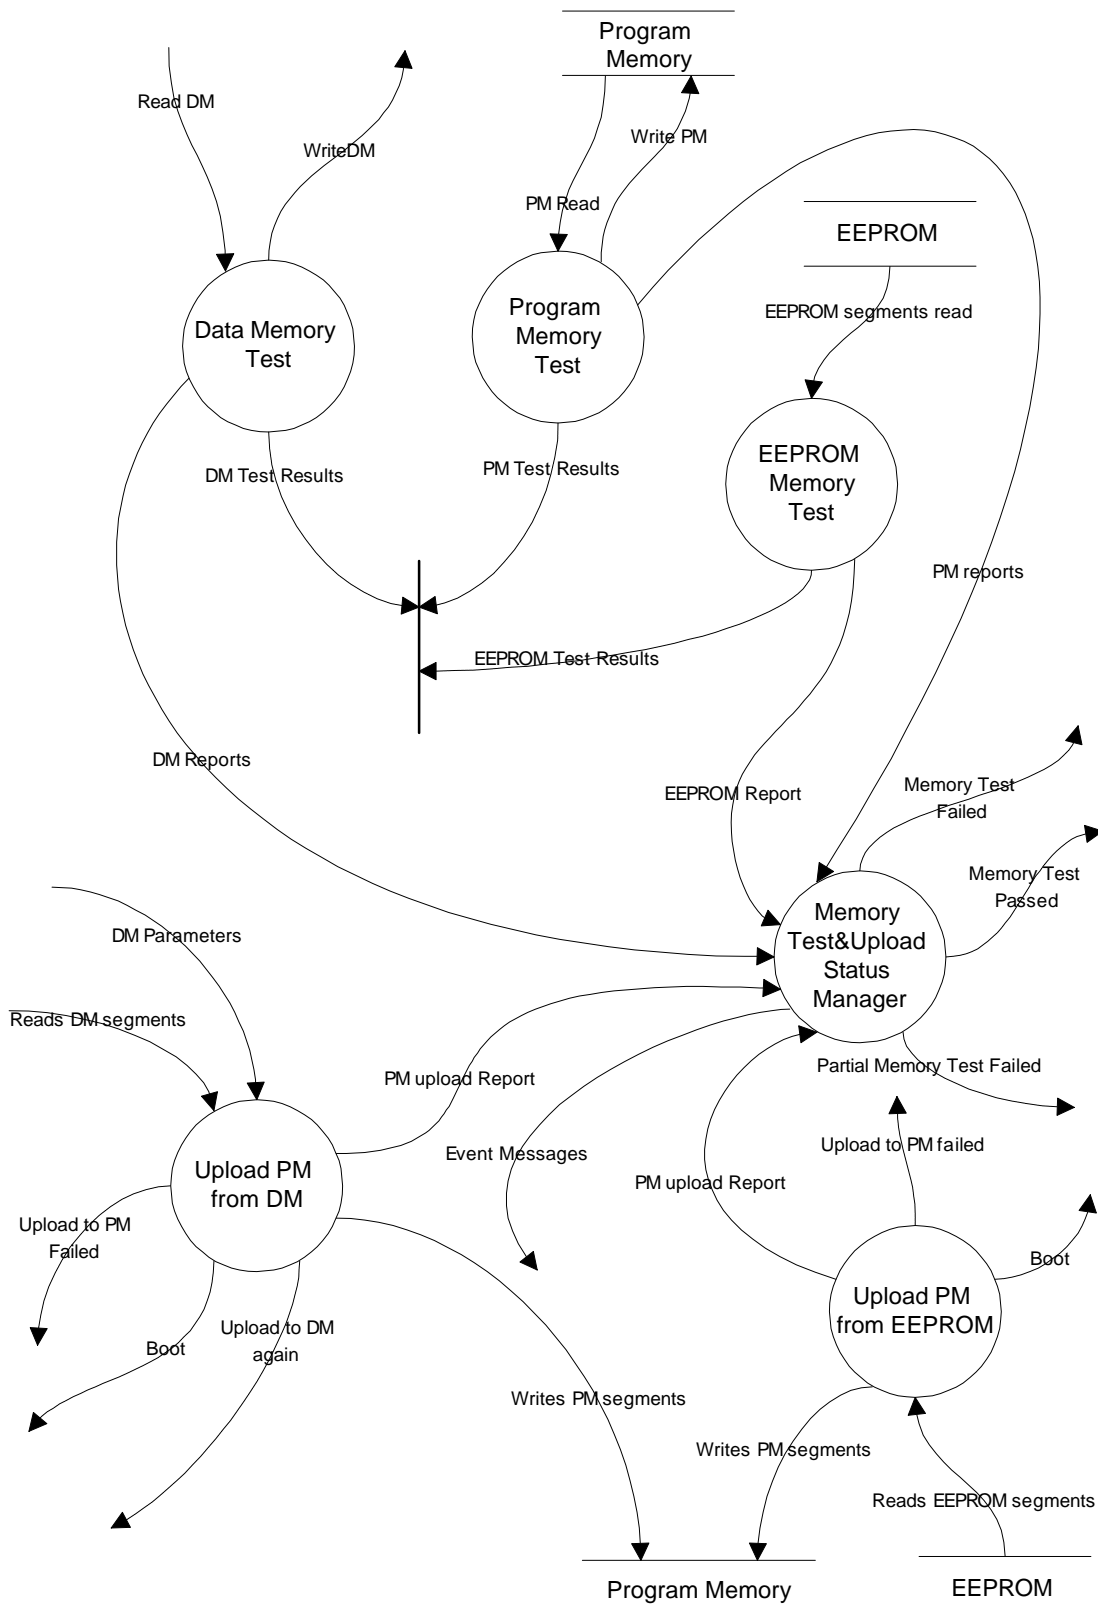 Program
Memory
Read DM
WriteDM
Write PM
PM Read
EEPROM
EEPROM segments read
Data Memory
Test
Program
Memory
Test
DM Test Results
PM Test Results
EEPROM
Memory
Test
PM reports
EEPROM Test Results
DM Reports
EEPROM Report
Memory Test
Failed
Memory Test
Passed
Memory
Test&Upload
Status
Manager
DM Parameters
Reads DM segments
PM upload Report
Partial Memory Test Failed
Event Messages
Upload to PM failed
PM upload Report
Upload PM
from DM
Upload to PM
Failed
Boot
Upload to DM
again
Boot
Upload PM
from EEPROM
Writes PM segments
Writes PM segments
Reads EEPROM segments
Program Memory
EEPROM